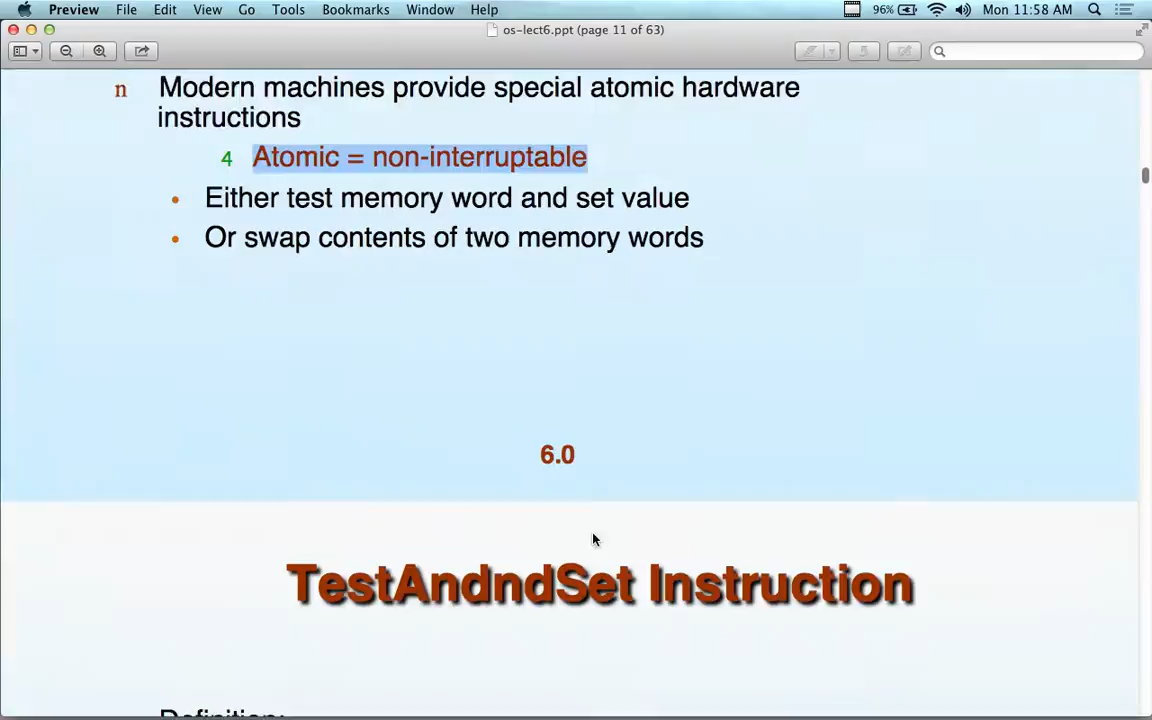 Preview File Edit View Go Tools Bookmarks Window Help 96% Mon 11:58 AM
os-lect6.ppt (page 11 of 63)
n Modern machines provide special atomic hardware
instructions
4 Atomic = non-interruptable
• Either test memory word and set value
• Or swap contents of two memory words
6.0
TestAndndSet Instruction
Definition: